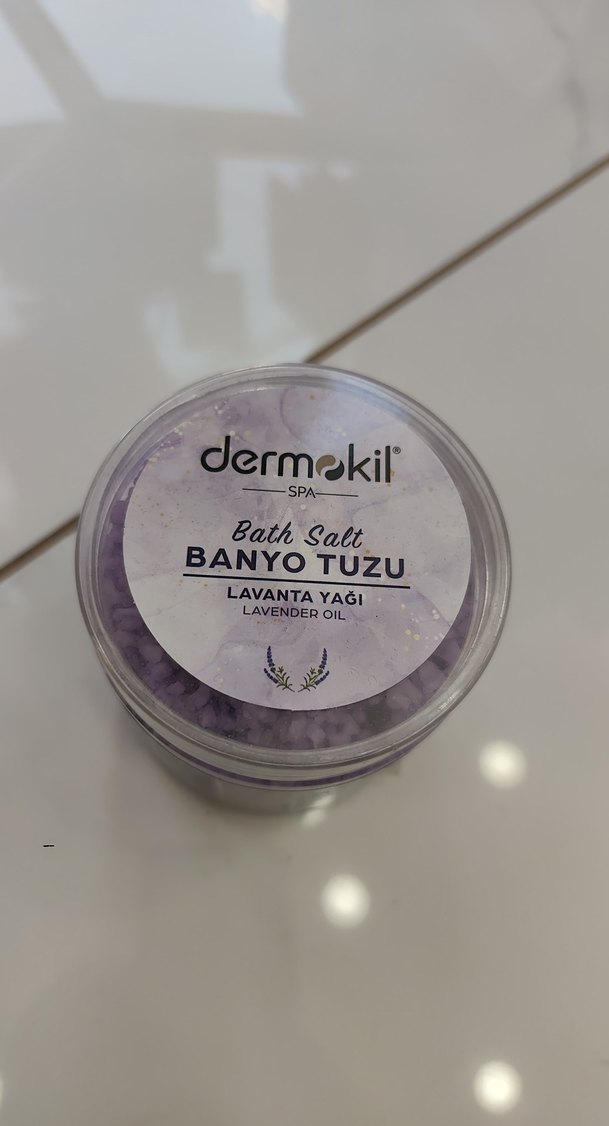 dermokil®
SPA
Bath Salt
BANYO TUZU
LAVANTA YAĞI
LAVENDER OIL